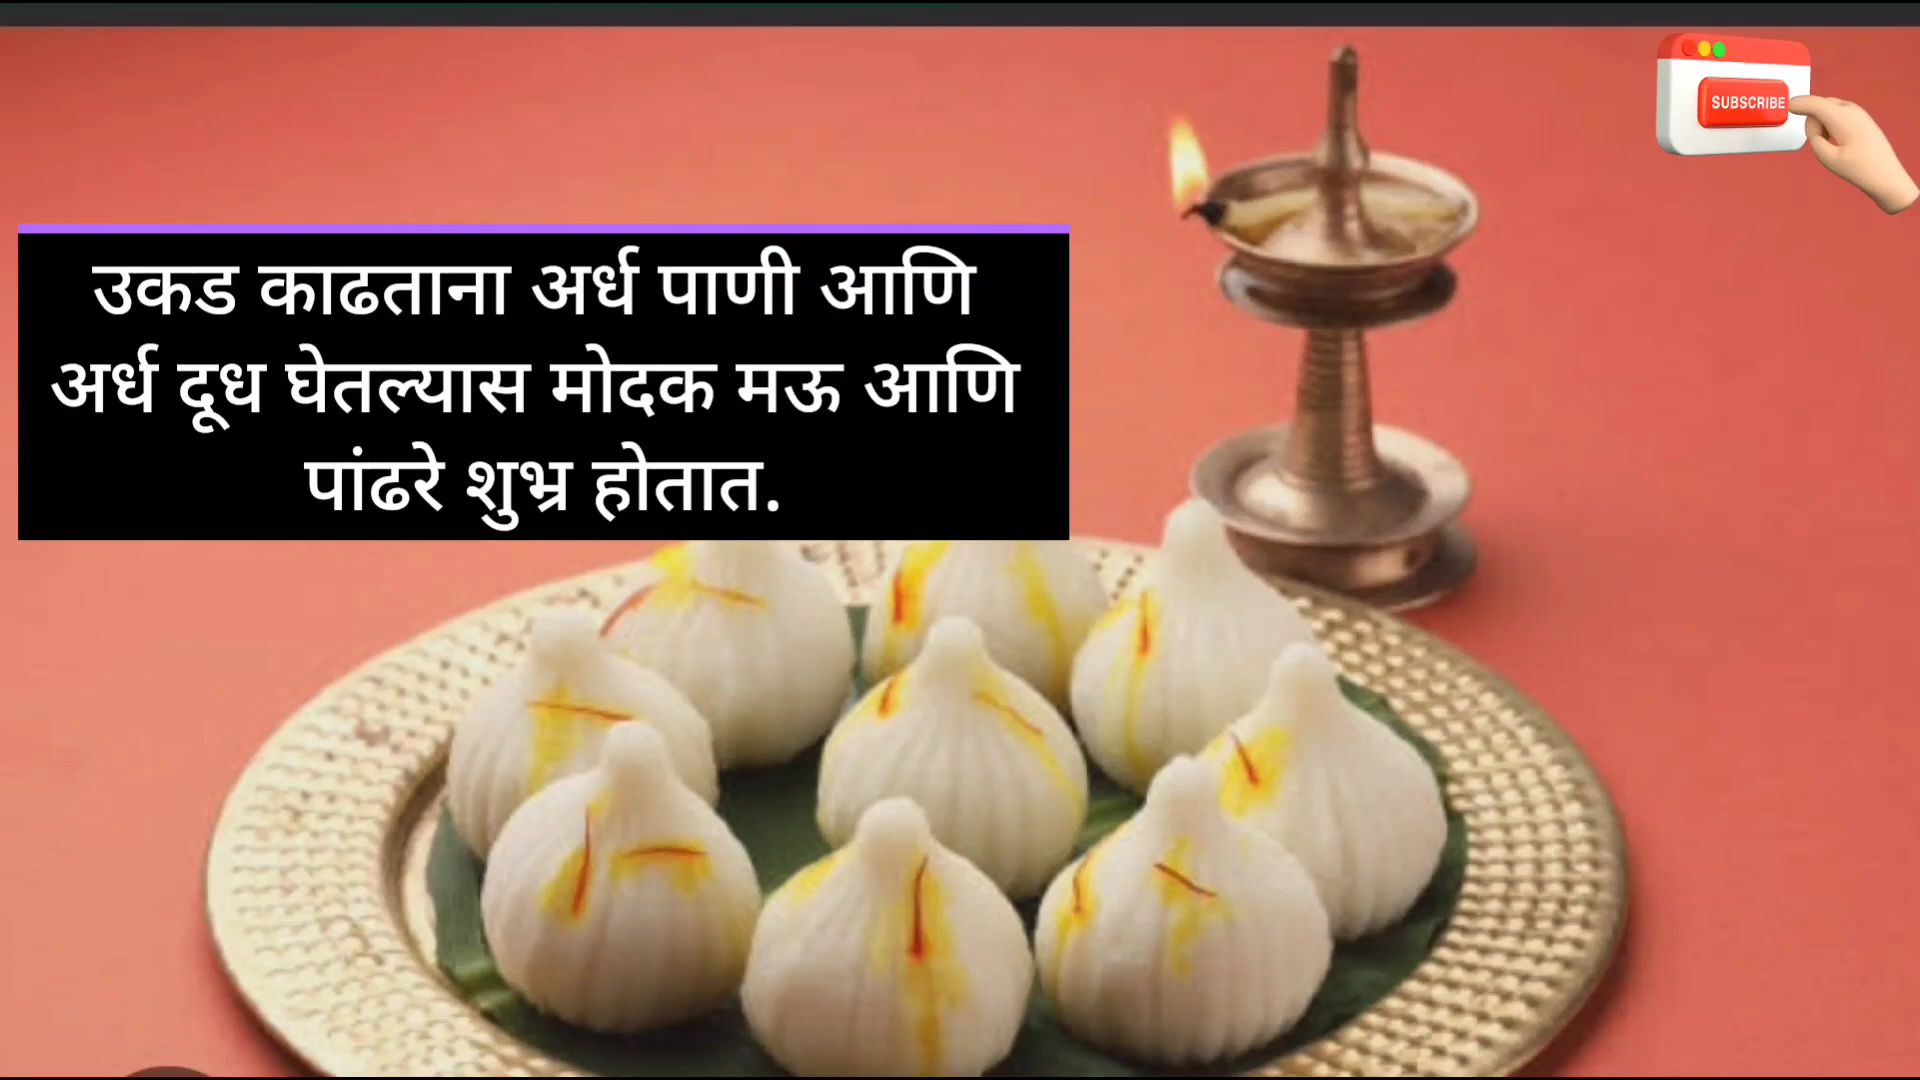 SUBSCRIBE
उकड काढताना अर्ध पाणी आणि
अर्ध दूध घेतल्यास मोदक मऊ आणि
पांढरे शुभ्र होतात.